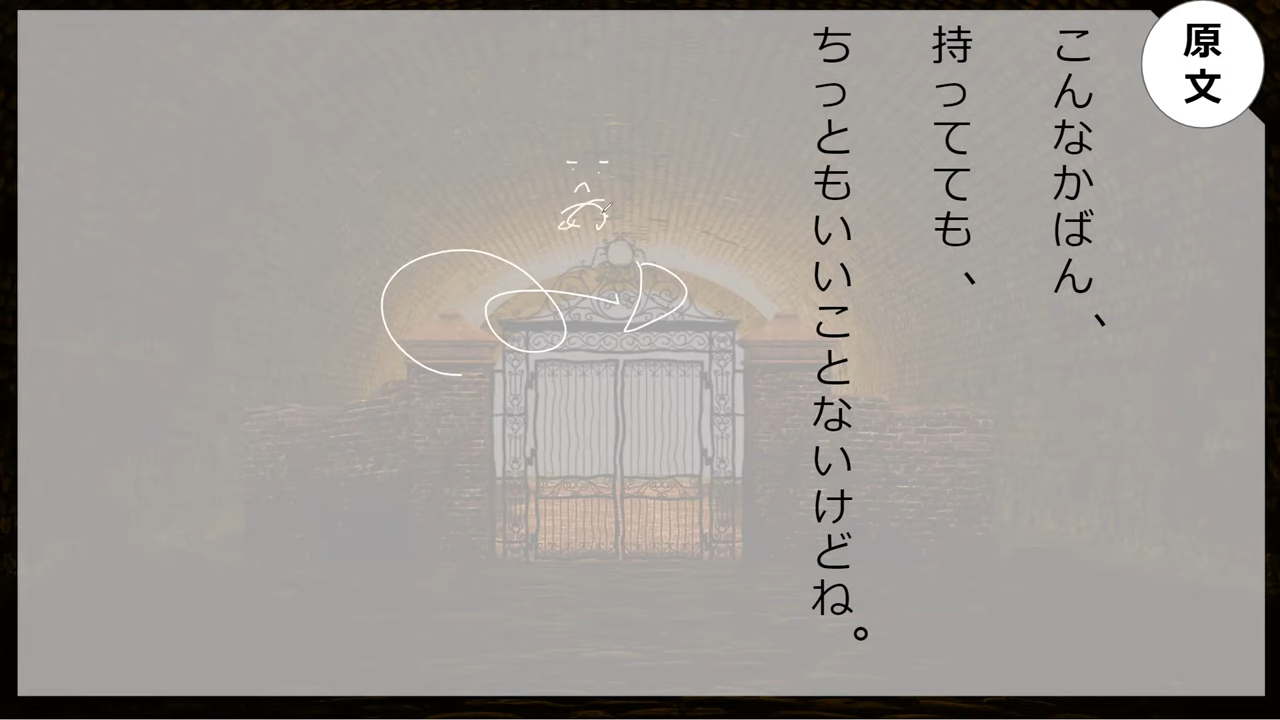 原文
こんなかばん、
持ってても、
ちっともいいことないけどね。